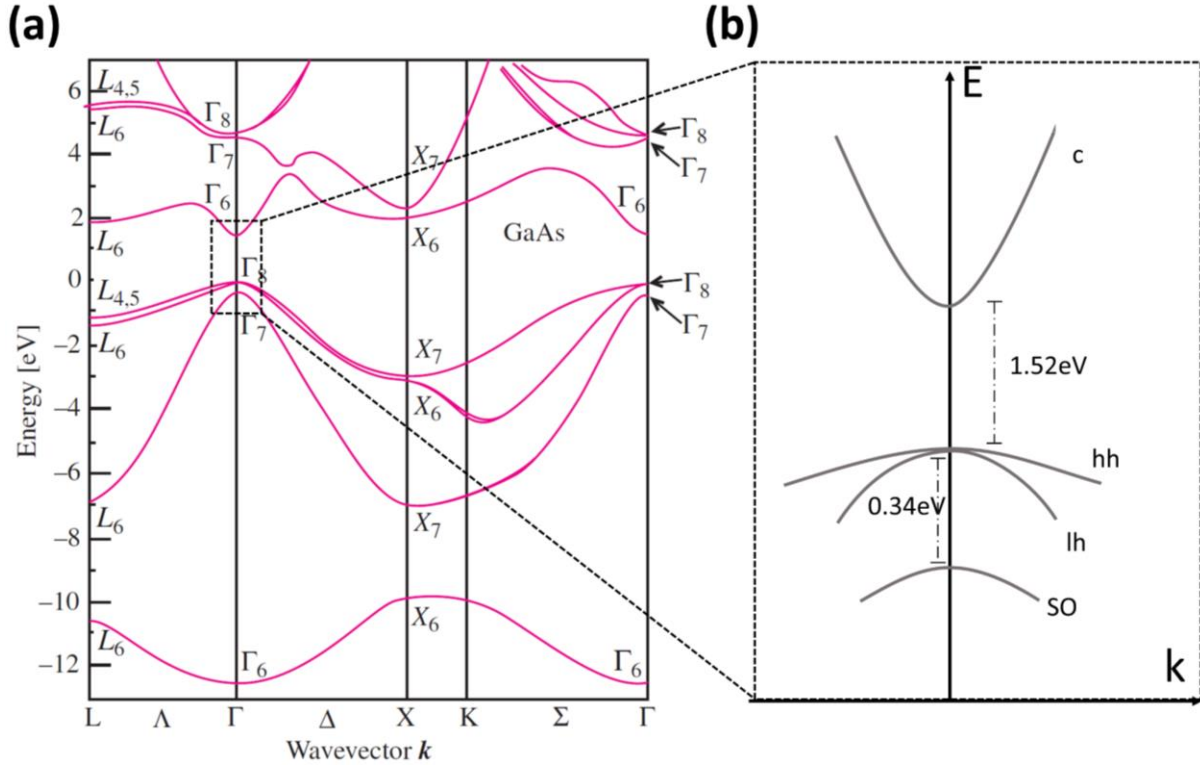 (a)
(b)
6
4
2
0
−2
−4
−6
−8
−10
−12
Energy [eV]
L4,5
L6
Γ8
Γ7
Γ6
L6
Γ8
L4,5
Γ7
L6
L6
L6
Γ6
X7
X6
X7
X6
X7
X6
GaAs
Γ8
Γ7
Γ6
Γ8
Γ7
Γ6
L Λ Γ Δ X K Σ Γ
Wavevector k
E
c
1.52eV
hh
0.34eV
lh
SO
k